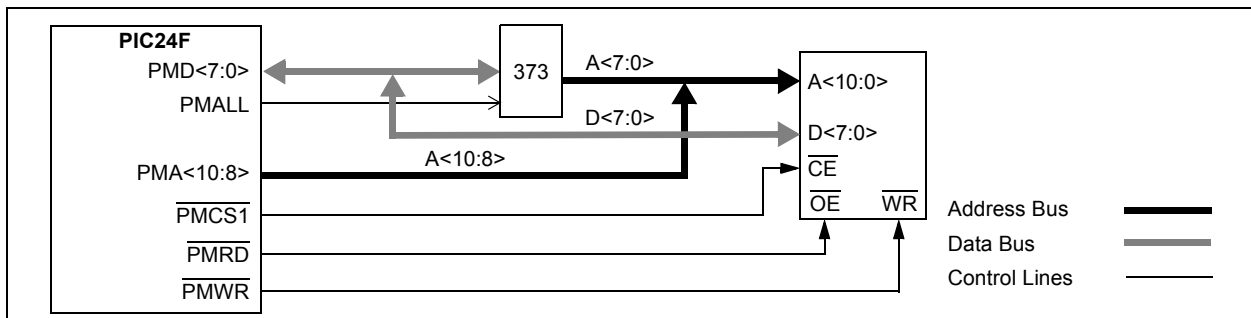 PIC24F
PMD<7:0>
PMALL
PMA<10:8>
PMCS1
PMRD
PMWR
373
A<7:0>
D<7:0>
A<10:8>
A<10:0>
D<7:0>
CE
OE WR
Address Bus
Data Bus
Control Lines